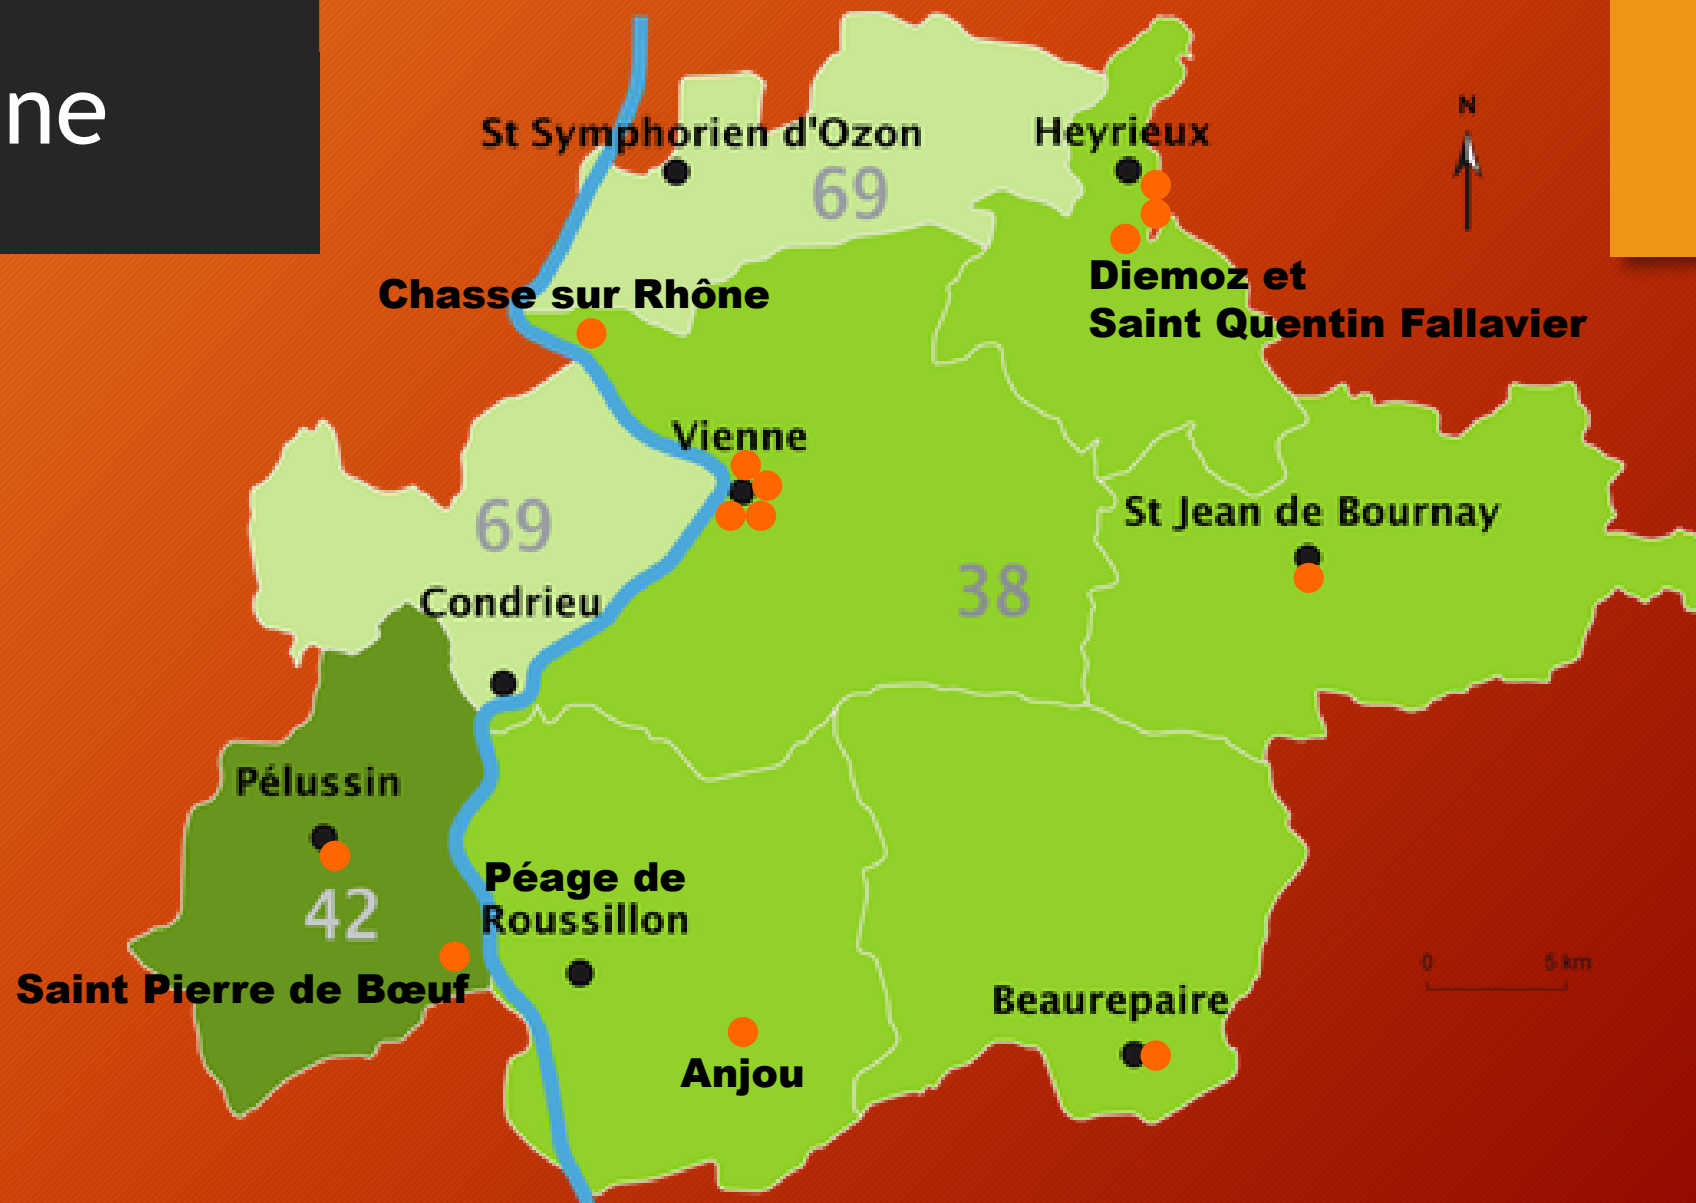 ne
St Symphorien d'Ozon
Heyrieux
N
69
Chasse sur Rhône
Diemoz et
Saint Quentin Fallavier
Vienne
69
St Jean de Bournay
38
Condrieu
Pélussin
42
Péage de
Roussillon
Saint Pierre de Bœuf
0 5 km
Beaurepaire
Anjou